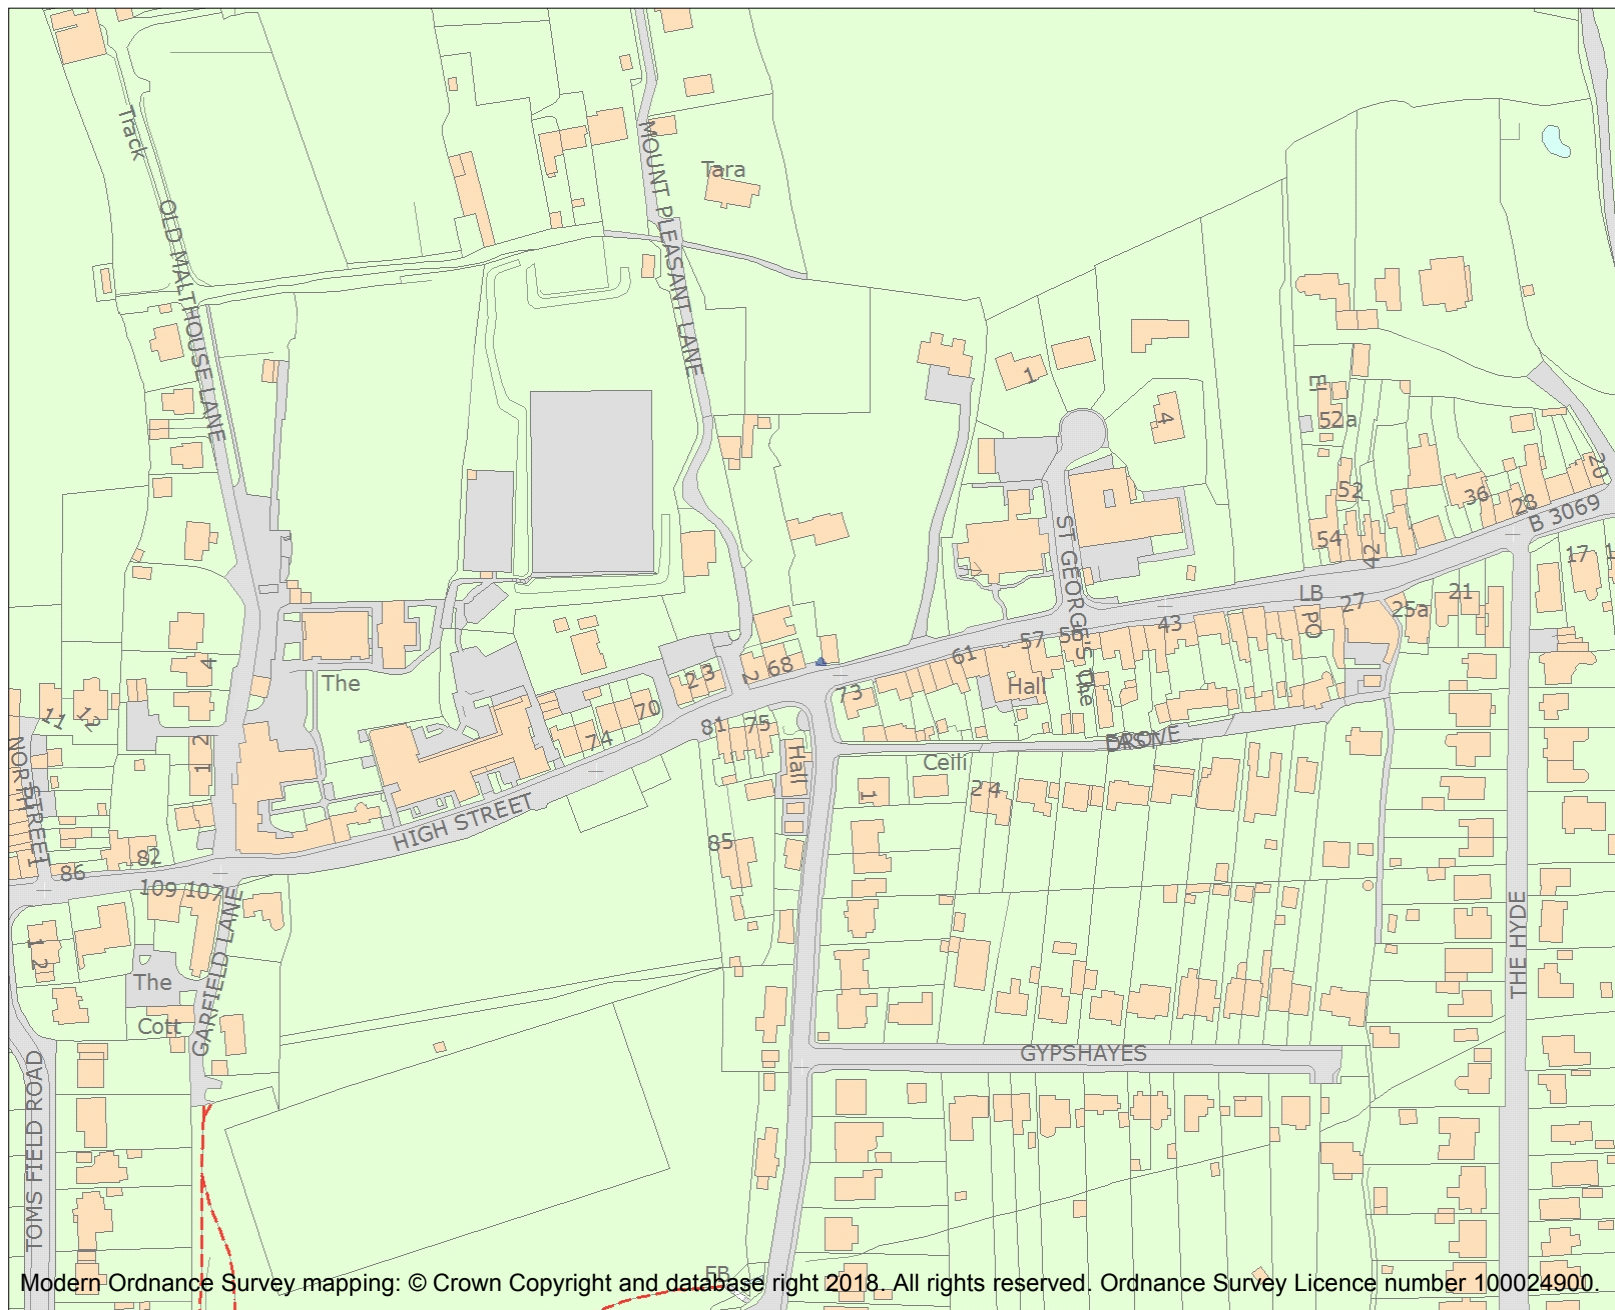 Track
OLD MALTHOUSE LANE
MOUNT PLEASANT LANE
Tara
1
4
El
52a
52
54
42
36
28
20
B 3069
17
ST GEORGE'S
LB
PO
27
25a
21
43
57
61
Hall
The
73
68
2
2 3
70
74
81
75
Hall
The
4
11
12
2
1
NORTH STREET
HIGH STREET
Ceili
1
2 4
85
86
82
109 107
GARFIELD LANE
1
2
The
Cott
THE HYDE
GYPSHAYES
TOMS FIELD ROAD
FB
Modern Ordnance Survey mapping: © Crown Copyright and database right 2018. All rights reserved. Ordnance Survey Licence number 100024900.